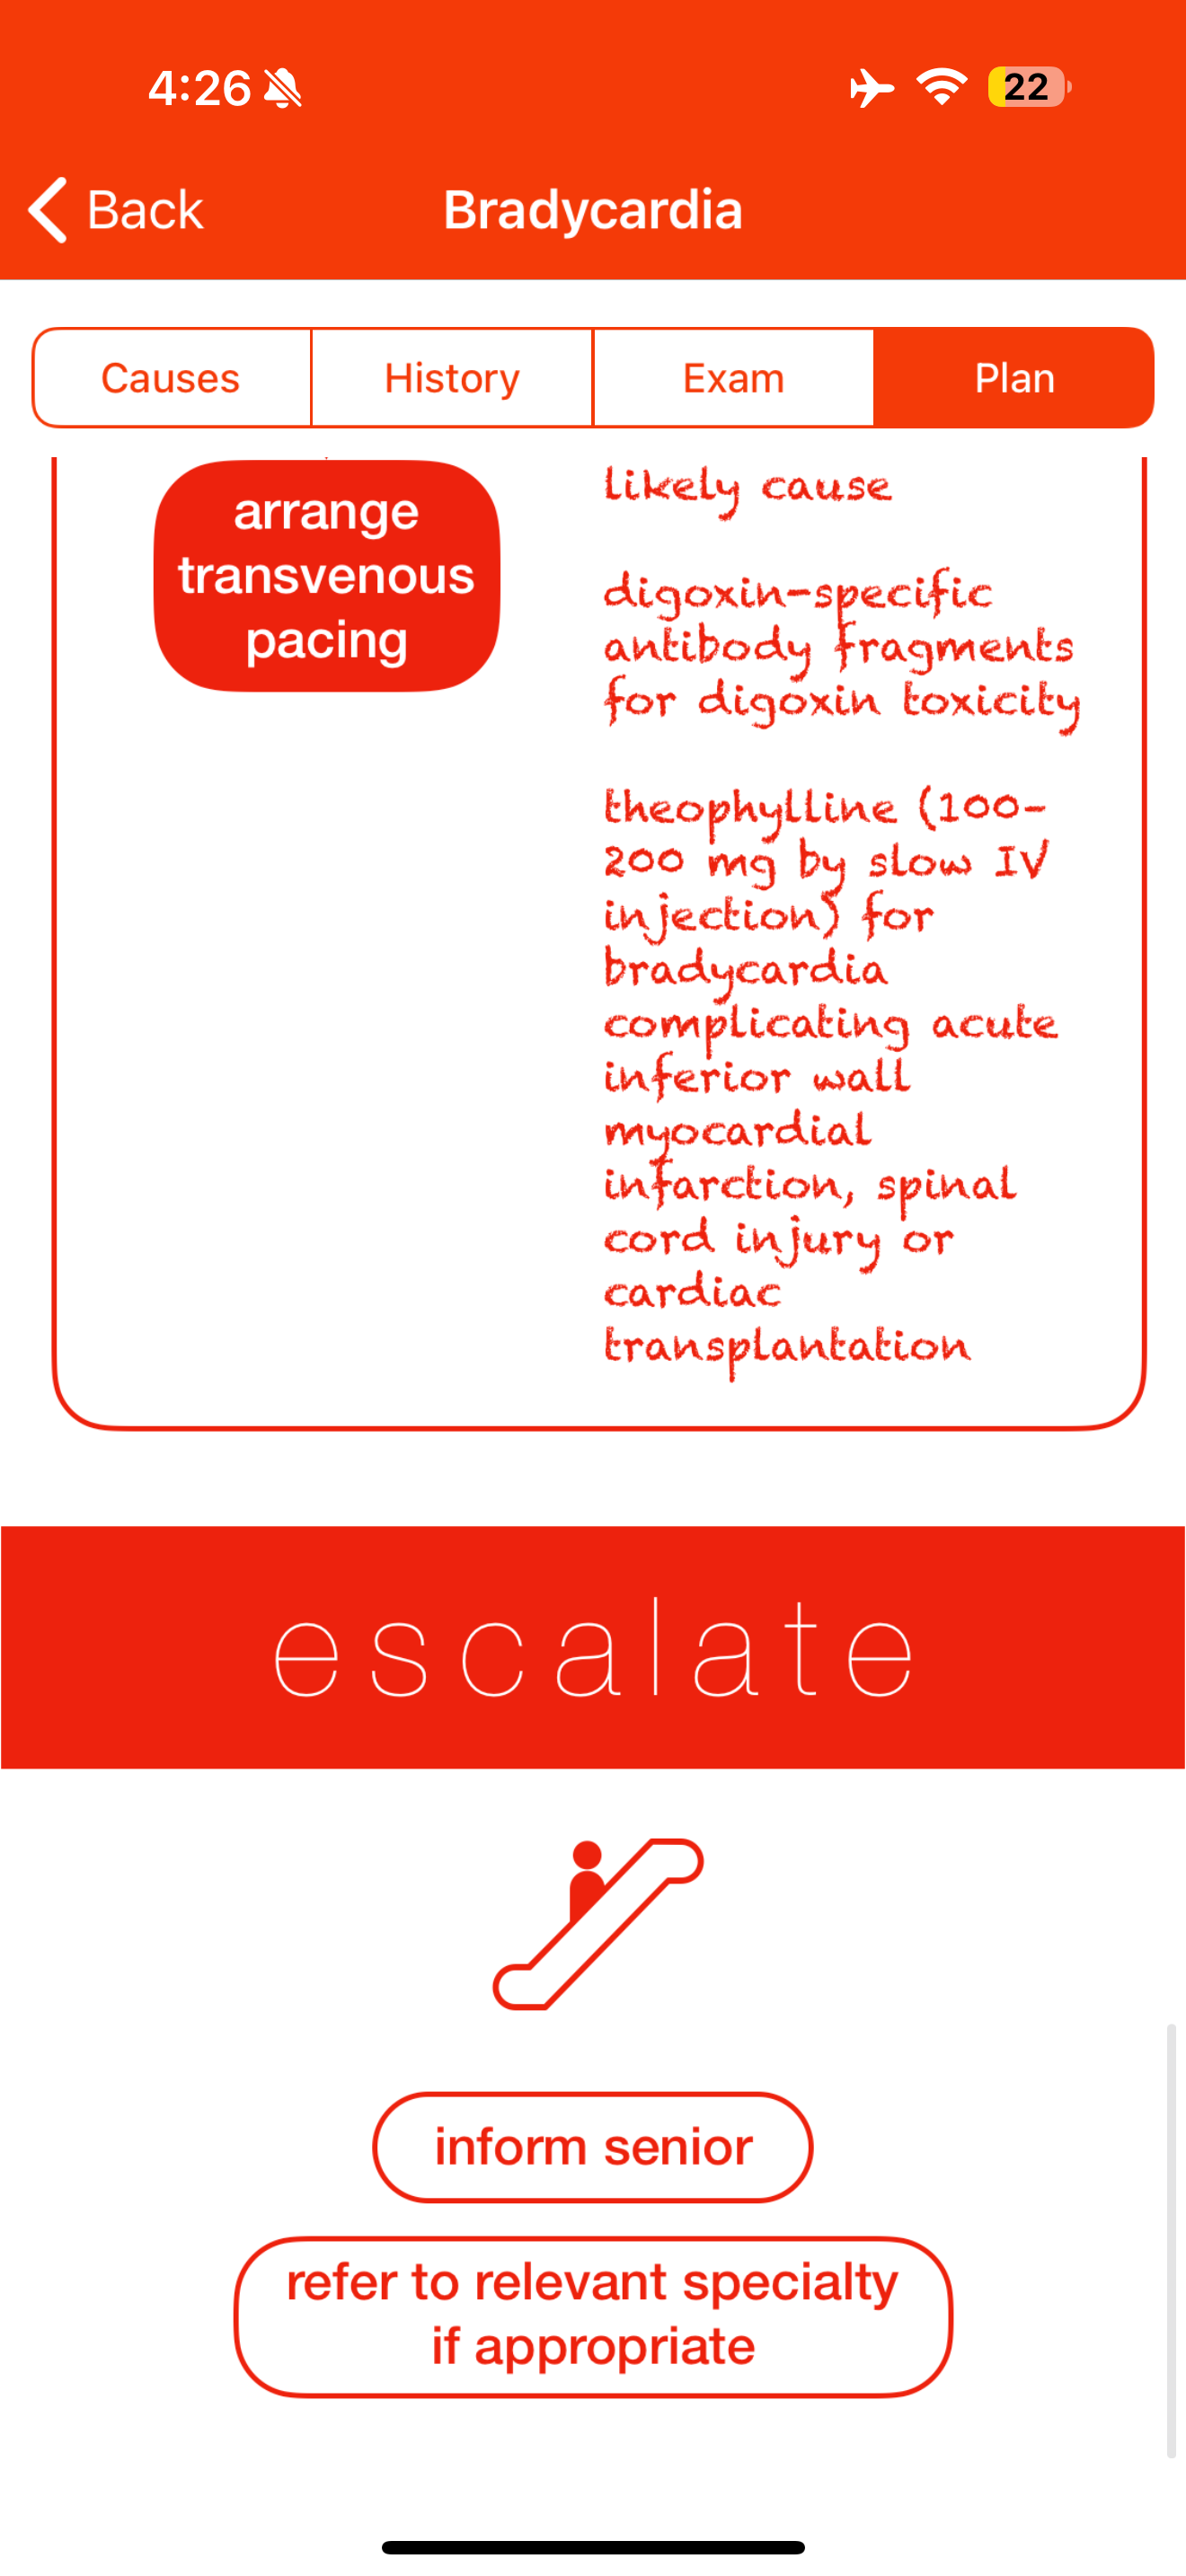 4:26
22
Back
Bradycardia
Causes
History
Exam
Plan
arrange
transvenous
pacing
likely cause
digoxin-specific
antibody fragments
for digoxin toxicity
theophylline (100-
200 mg by slow IV
injection) for
bradycardia
complicating acute
inferior wall
myocardial
infarction, spinal
cord injury or
cardiac
transplantation
escalate
inform senior
refer to relevant specialty
if appropriate